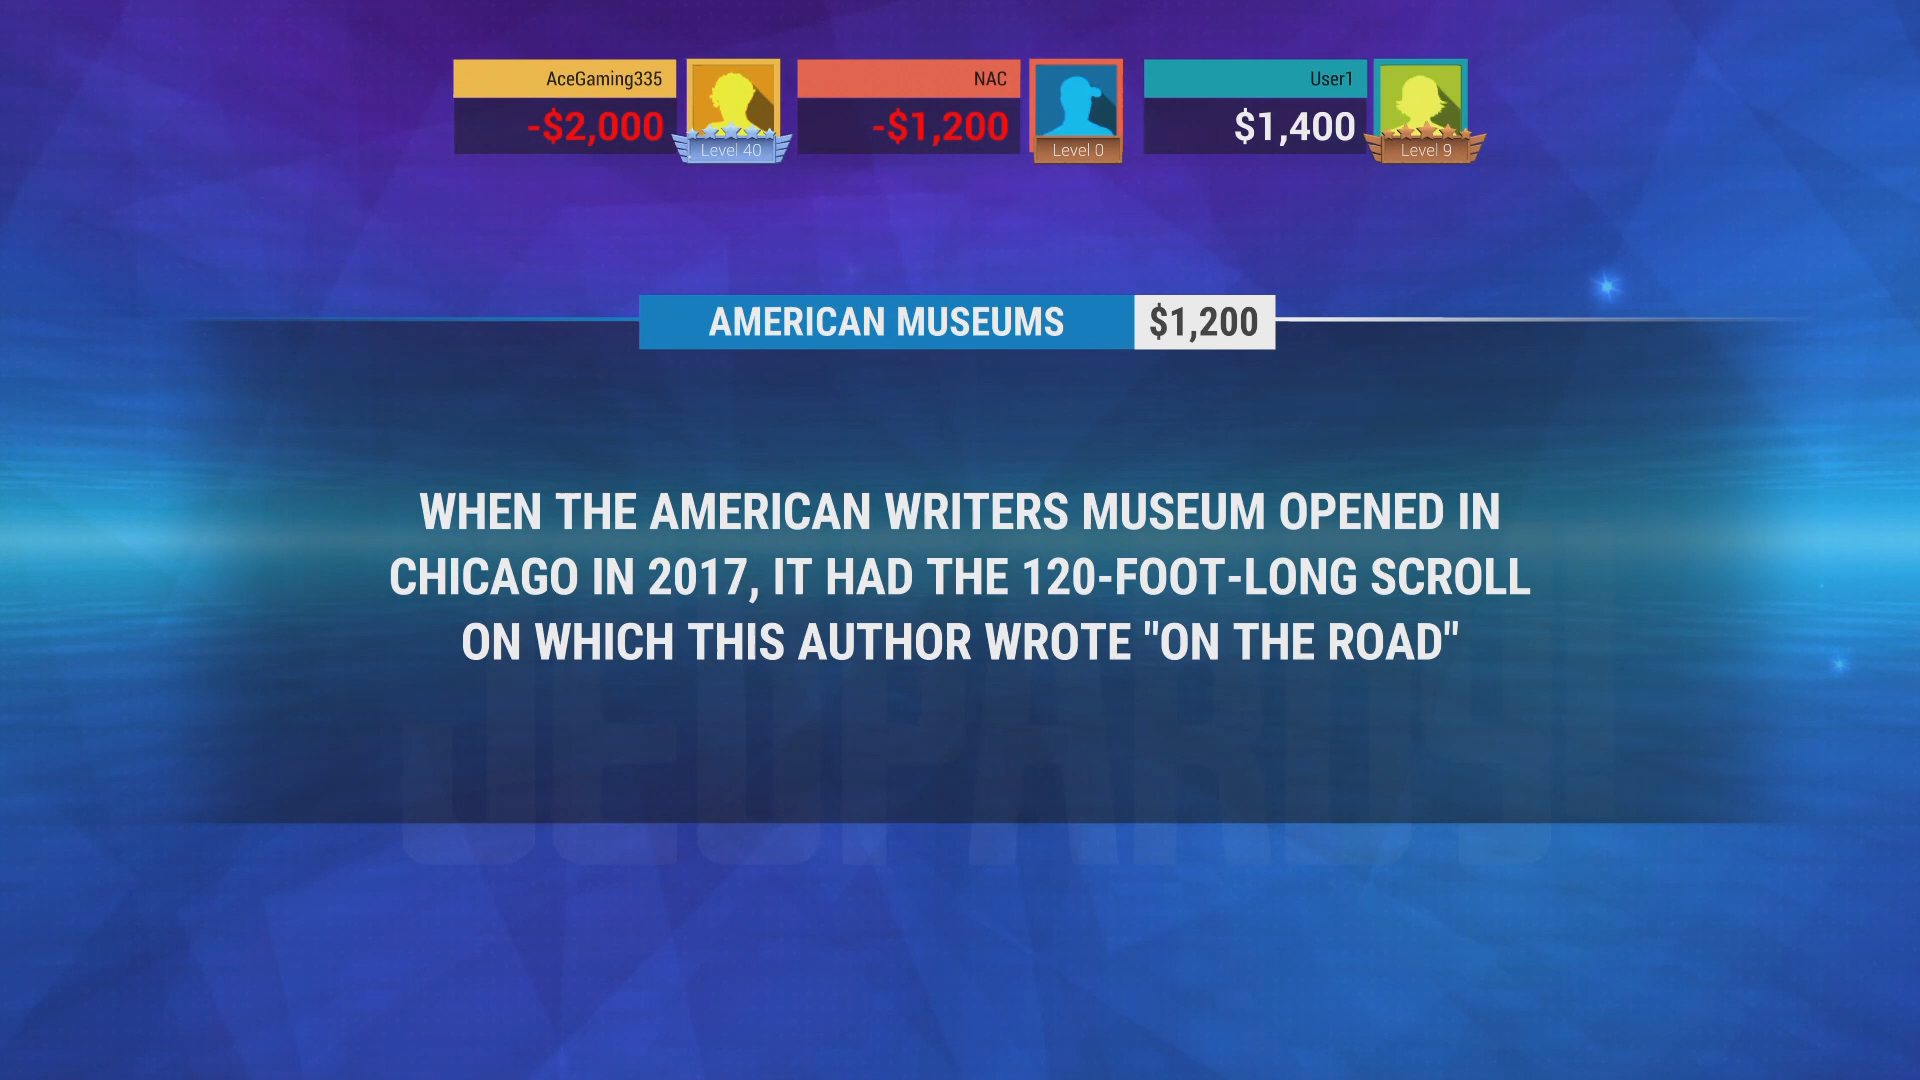 AceGaming335
-$2,000
Level 40
NAC
-$1,200
Level 0
User1
$1,400
Level 9
AMERICAN MUSEUMS $1,200
WHEN THE AMERICAN WRITERS MUSEUM OPENED IN
CHICAGO IN 2017, IT HAD THE 120-FOOT-LONG SCROLL
ON WHICH THIS AUTHOR WROTE "ON THE ROAD"
JEOPARDY!